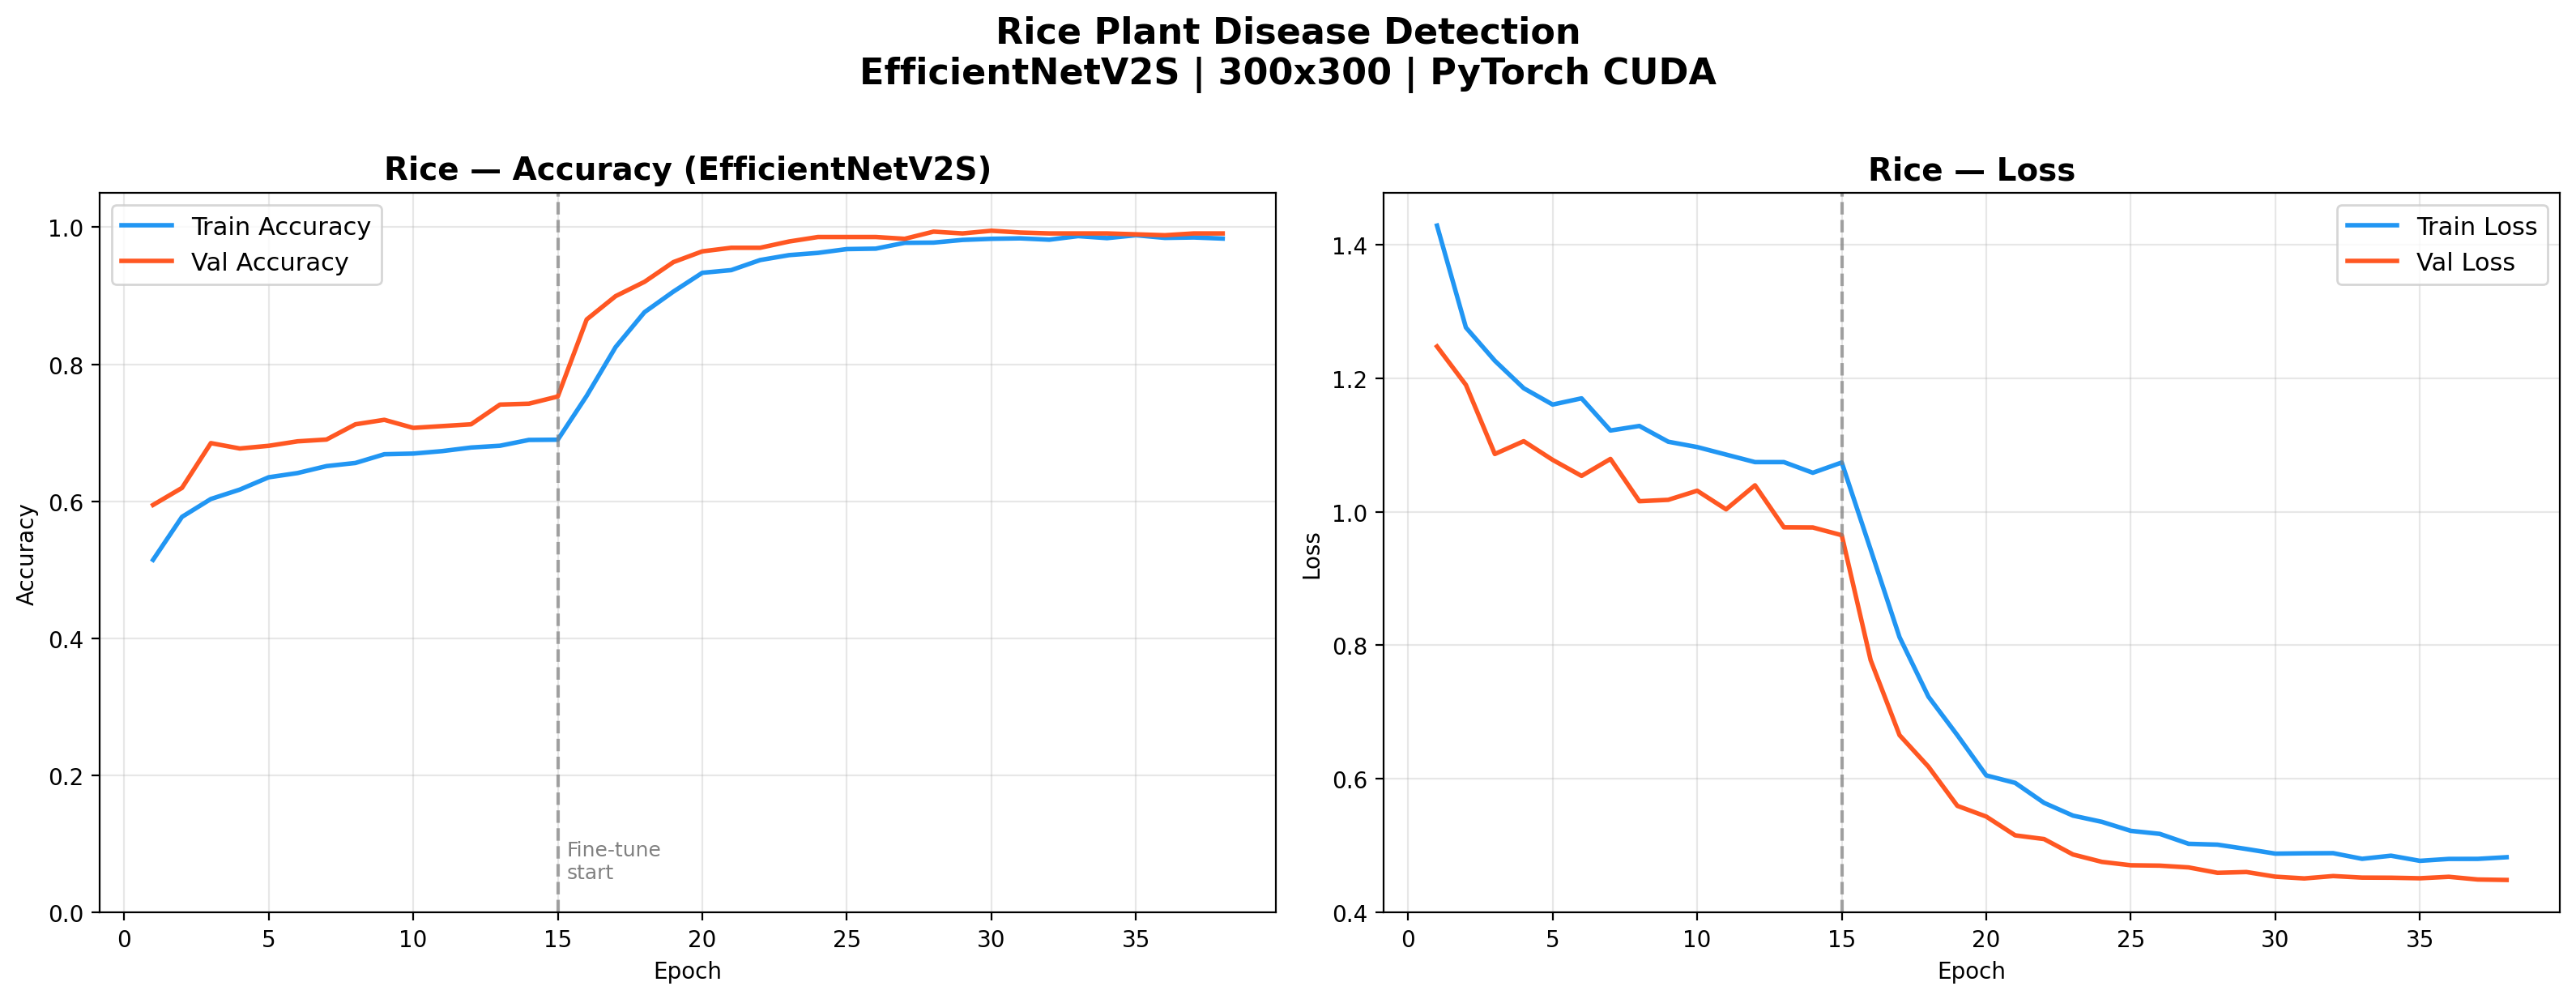 Rice Plant Disease Detection
EfficientNetV2S | 300x300 | PyTorch CUDA
Rice — Accuracy (EfficientNetV2S)
Train Accuracy
Val Accuracy
Accuracy
1.0
0.8
0.6
0.4
0.2
0.0
Fine-tune
start
0 5 10 15 20 25 30 35
Epoch
Rice — Loss
Train Loss
Val Loss
Loss
1.4
1.2
1.0
0.8
0.6
0.4
0 5 10 15 20 25 30 35
Epoch